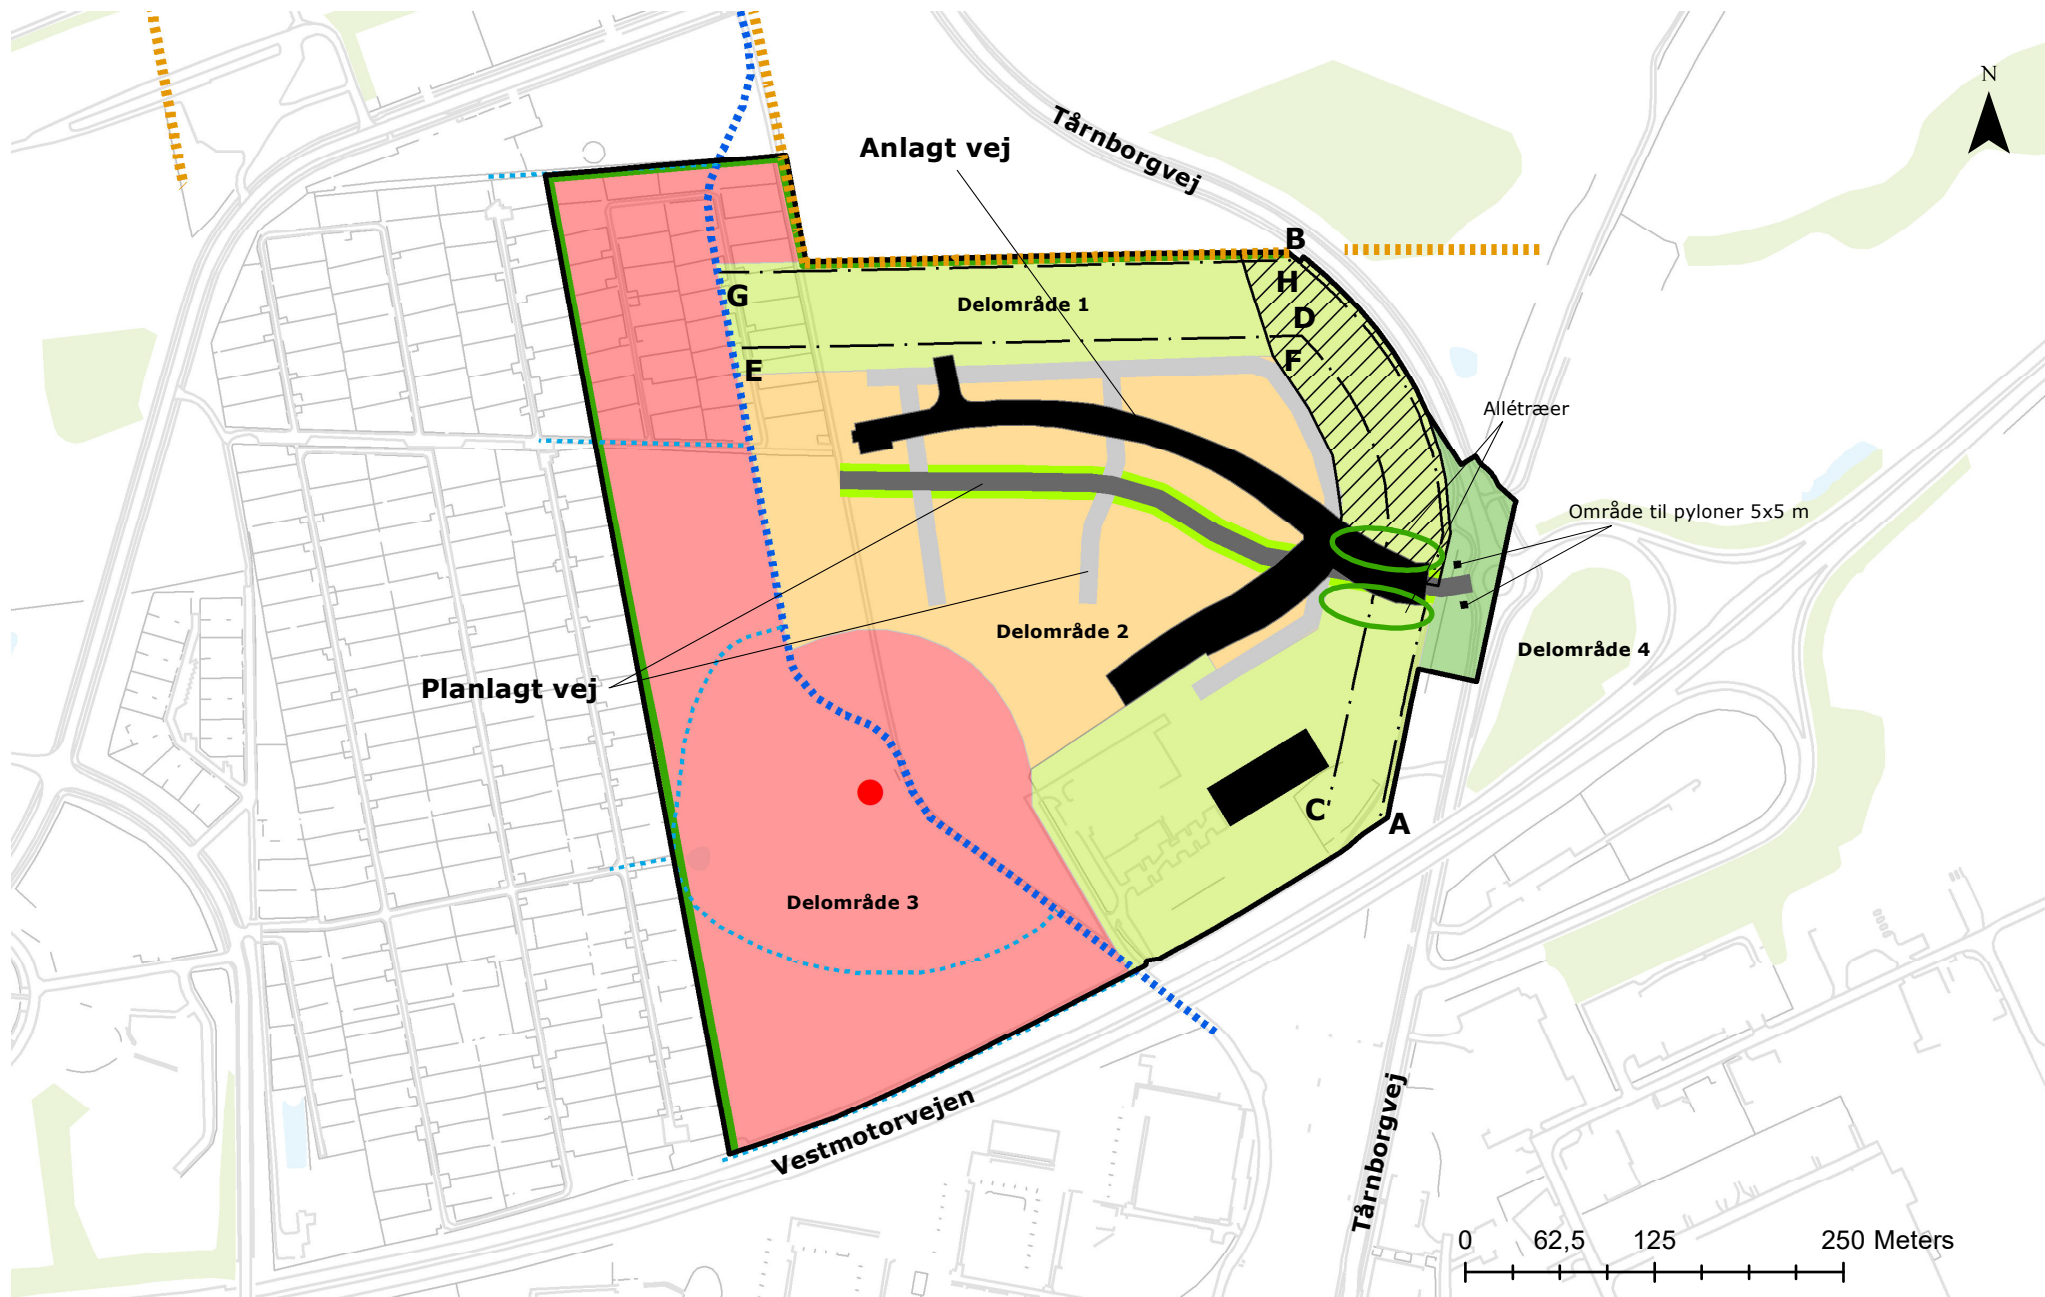 N
Tårnborgvej
Anlagt vej
B
H
G
Delområde 1
D
F
E
Allétræer
Område til pyloner 5x5 m
Delområde 2
Delområde 4
Planlagt vej
C
A
Delområde 3
Vestmotorvejen
Tårnborgvej
0 62,5 125 250 Meters